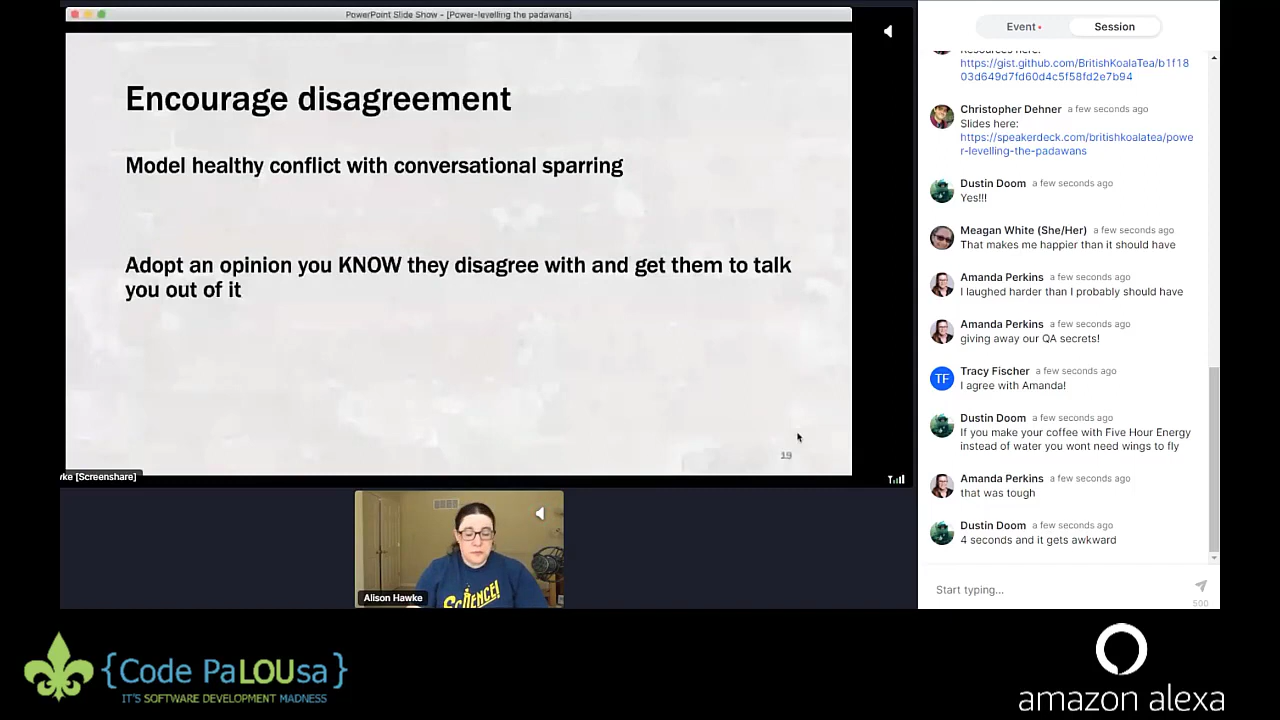 PowerPoint Slide Show - [Power-levelling the padawans]
Encourage disagreement
Model healthy conflict with conversational sparring
Adopt an opinion you KNOW they disagree with and get them to talk
you out of it
19
ke [Screenshare]
SCIENCE!
Alison Hawke
Event
Session
Resources here:
https://gist.github.com/BritishKoalaTea/b1f18
03d649d7fd60d4c5f58fd2e7b94
Christopher Dehner a few seconds ago
Slides here:
https://speakerdeck.com/britishkoalatea/powe
r-levelling-the-padawans
Dustin Doom a few seconds ago
Yes!!!
Meagan White (She/Her) a few seconds ago
That makes me happier than it should have
Amanda Perkins a few seconds ago
I laughed harder than I probably should have
Amanda Perkins a few seconds ago
giving away our QA secrets!
TF
Tracy Fischer a few seconds ago
I agree with Amanda!
Dustin Doom a few seconds ago
If you make your coffee with Five Hour Energy
instead of water you wont need wings to fly
Amanda Perkins a few seconds ago
that was tough
Dustin Doom a few seconds ago
4 seconds and it gets awkward
Start typing...
500
{Code PaLOUsa}
IT'S SOFTWARE DEVELOPMENT MADNESS
amazon alexa